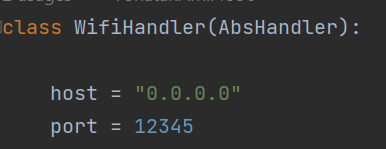 class WifiHandler(AbsHandler):
host = "0.0.0.0"
port = 12345